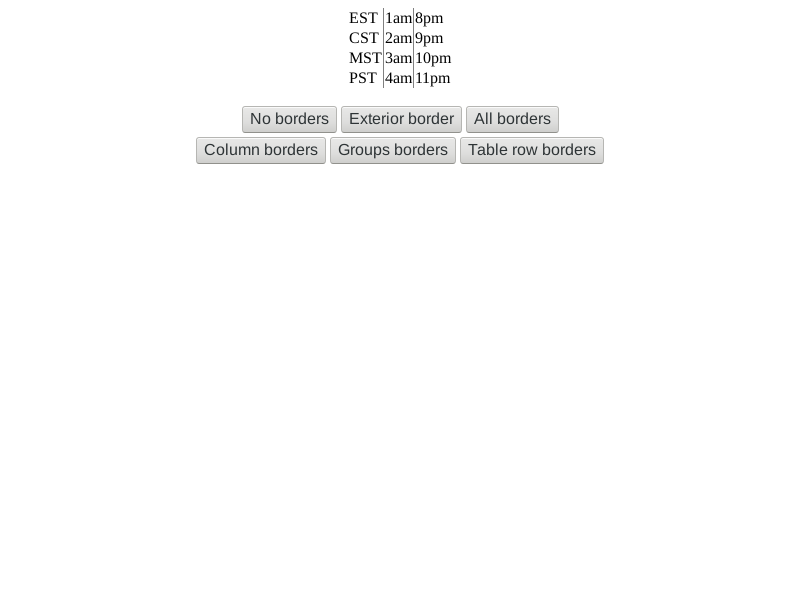 EST 1am 8pm
CST 2am 9pm
MST 3am 10pm
PST 4am 11pm
No borders Exterior border All borders
Column borders Groups borders Table row borders